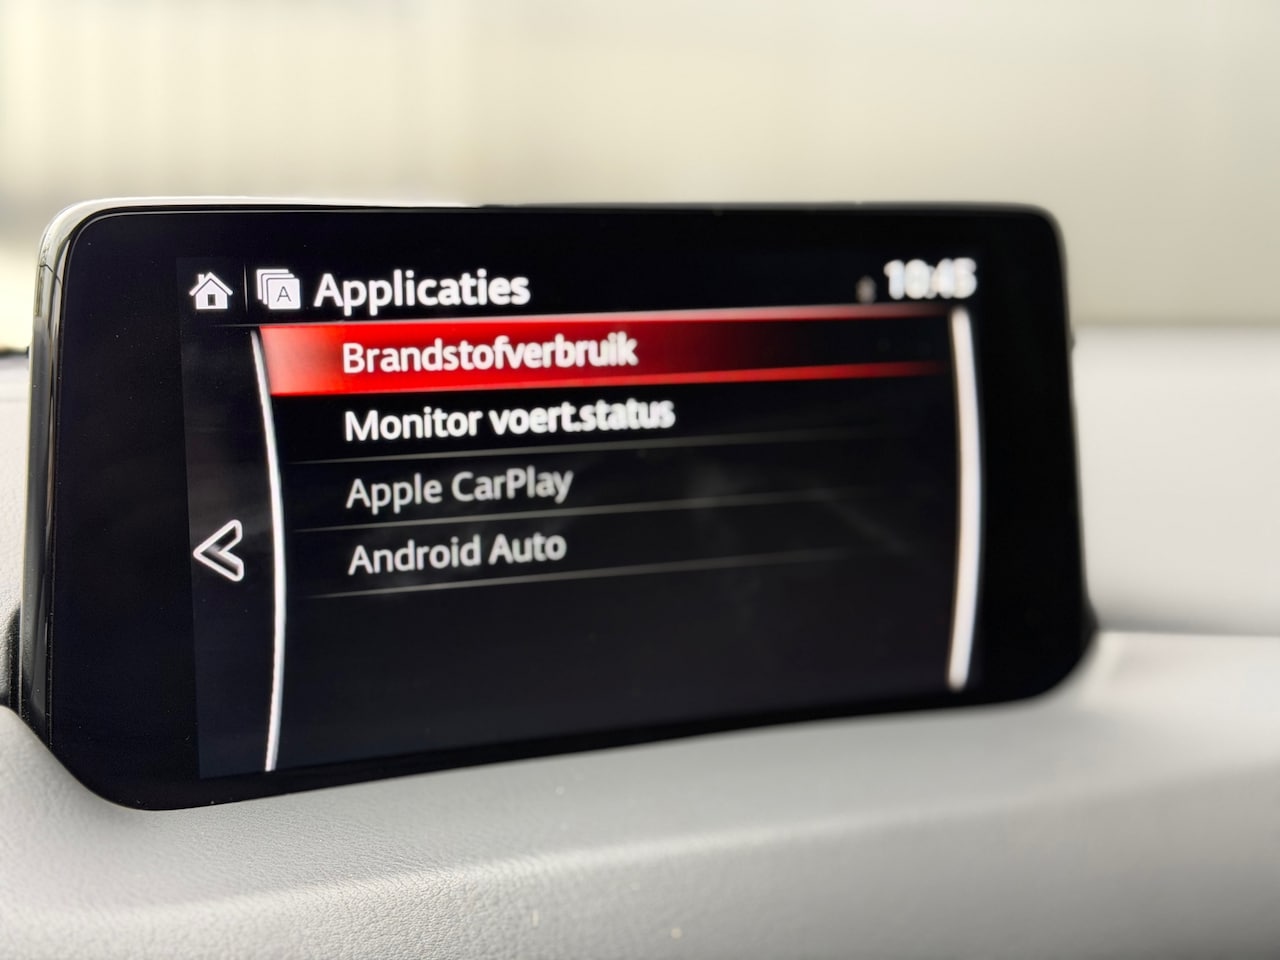 A Applicaties 10:45
Brandstofverbruik
Monitor voert.status
Apple CarPlay
Android Auto